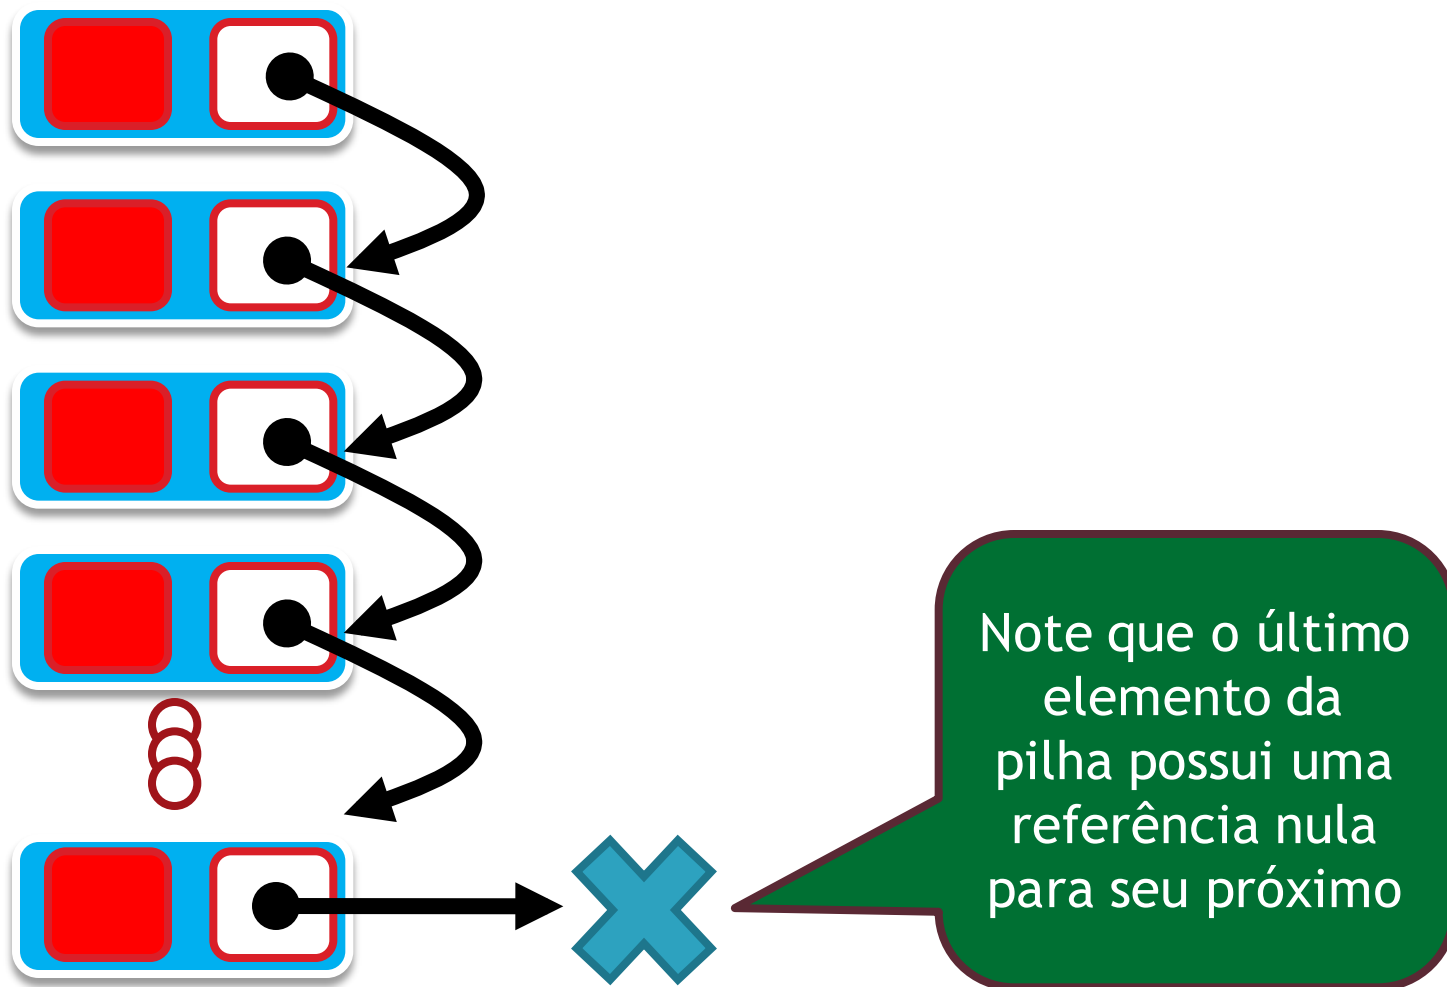 Note que o último
elemento da
pilha possui uma
referência nula
para seu próximo